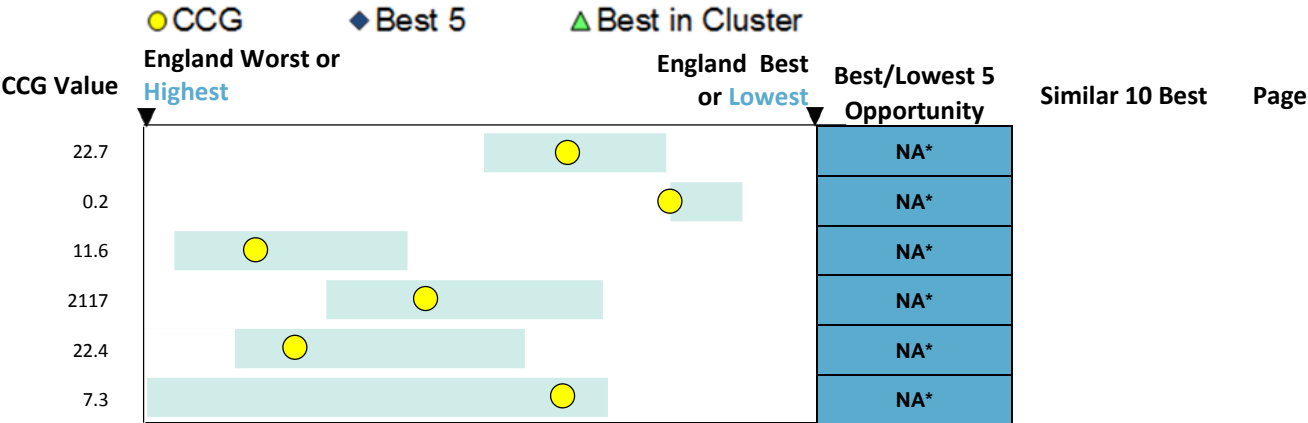 CCG Best 5 Best in Cluster
CCG Value England Worst or Highest England Best or Lowest Best/Lowest 5 Opportunity Similar 10 Best Page
22.7 NA*
0.2 NA*
11.6 NA*
2117 NA*
22.4 NA*
7.3 NA*